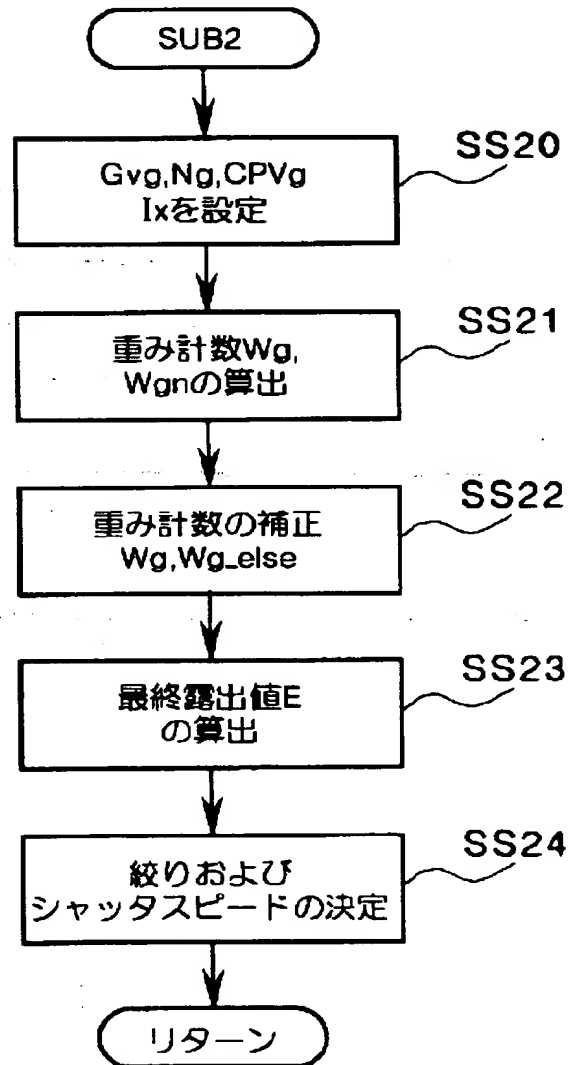 SUB2
SS20
Gvg,Ng,CPVg
Ixを設定
SS21
重み計数Wg,
Wgnの算出
SS22
重み計数の補正
Wg,Wg_else
SS23
最終露出値E
の算出
SS24
絞りおよび
シャッタスピードの決定
リターン